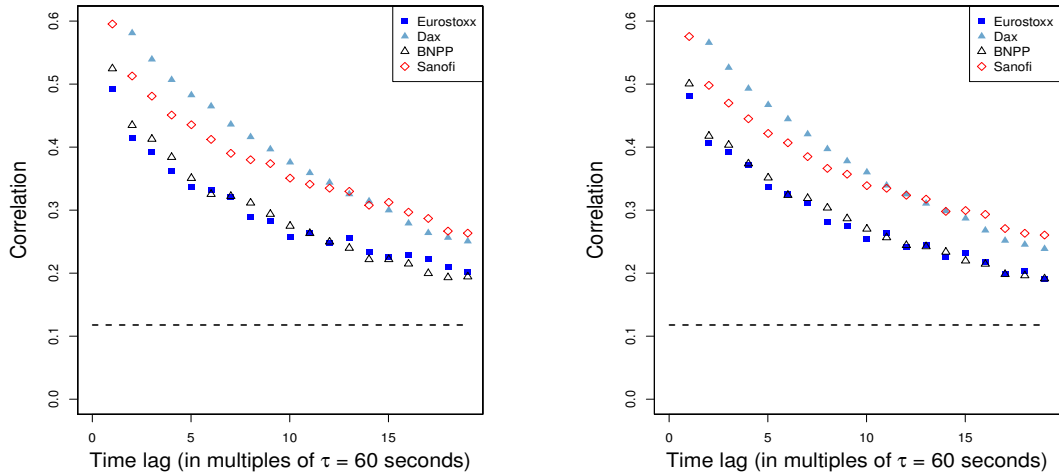 0.6
0.5
0.4
0.3
0.2
0.1
0.0
Correlation
Eurostoxx
Dax
BNPP
Sanofi
0 5 10 15
Time lag (in multiples of τ = 60 seconds)
0.6
0.5
0.4
0.3
0.2
0.1
0.0
Correlation
Eurostoxx
Dax
BNPP
Sanofi
0 5 10 15
Time lag (in multiples of τ = 60 seconds)